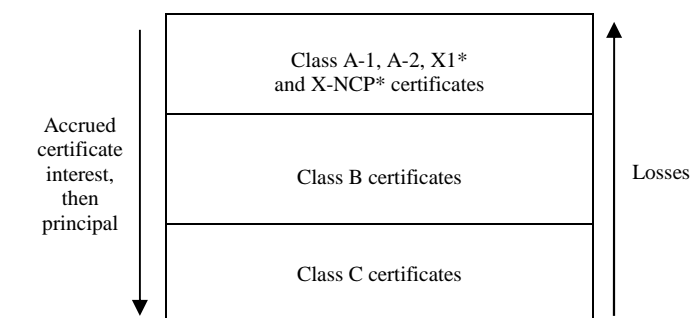 Class A-1, A-2, X1*
and X-NCP* certificates
Accrued
certificate
interest,
then
principal
Class B certificates
Losses
Class C certificates